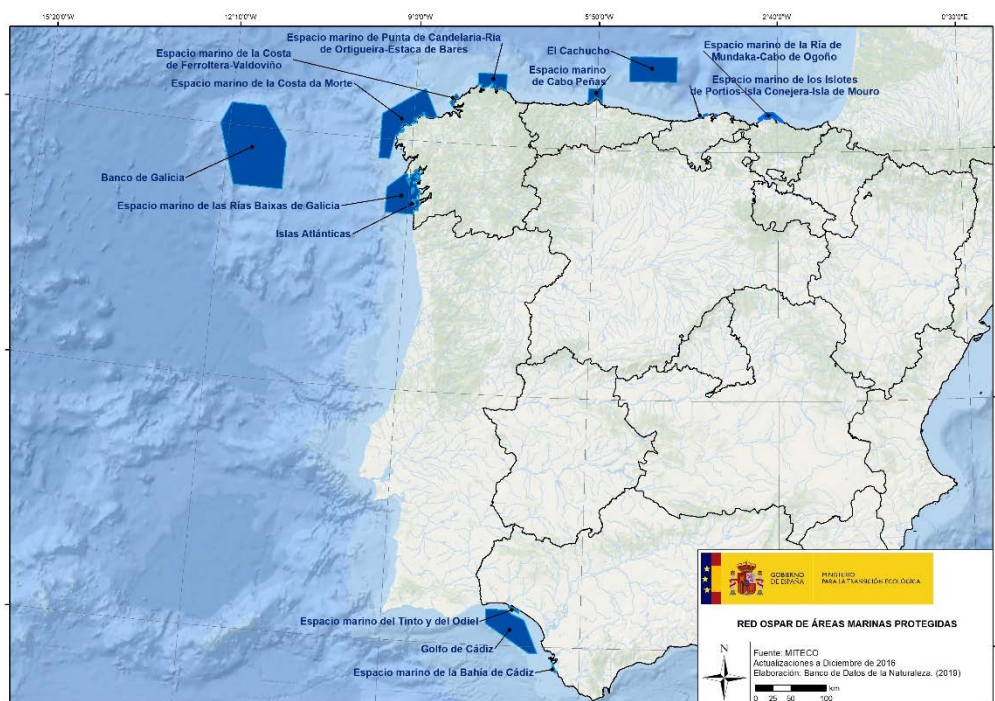 15°20'0"W
12°10'0"W
9°0'0"W
5°50'0"W
2°40'0"W
0°30'0"E
Espacio marino de Punta de Candelaria-Ría
de Ortigueira-Estaca de Bares
Espacio marino de la Costa
de Ferroltera-Valdoviño
Espacio marino de la Costa da Morte
El Cachucho
Espacio marino
de Cabo Peñas
Espacio marino de la Ría de
Mundaka-Cabo de Ogoño
Espacio marino de los Islotes
de Portios-Isla Conejera-Isla de Mouro
Banco de Galicia
Espacio marino de las Rías Baixas de Galicia
Islas Atlánticas
Espacio marino del Tinto y del Odiel
Golfo de Cádiz
Espacio marino de la Bahía de Cádiz
GOBIERNO
DE ESPAÑA
MINISTERIO
PARA LA TRANSICIÓN ECOLÓGICA
RED OSPAR DE ÁREAS MARINAS PROTEGIDAS
N
Fuente: MITECO
Actualizaciones a Diciembre de 2016
Elaboración: Banco de Datos de la Naturaleza. (2019)
km
0 25 50 100